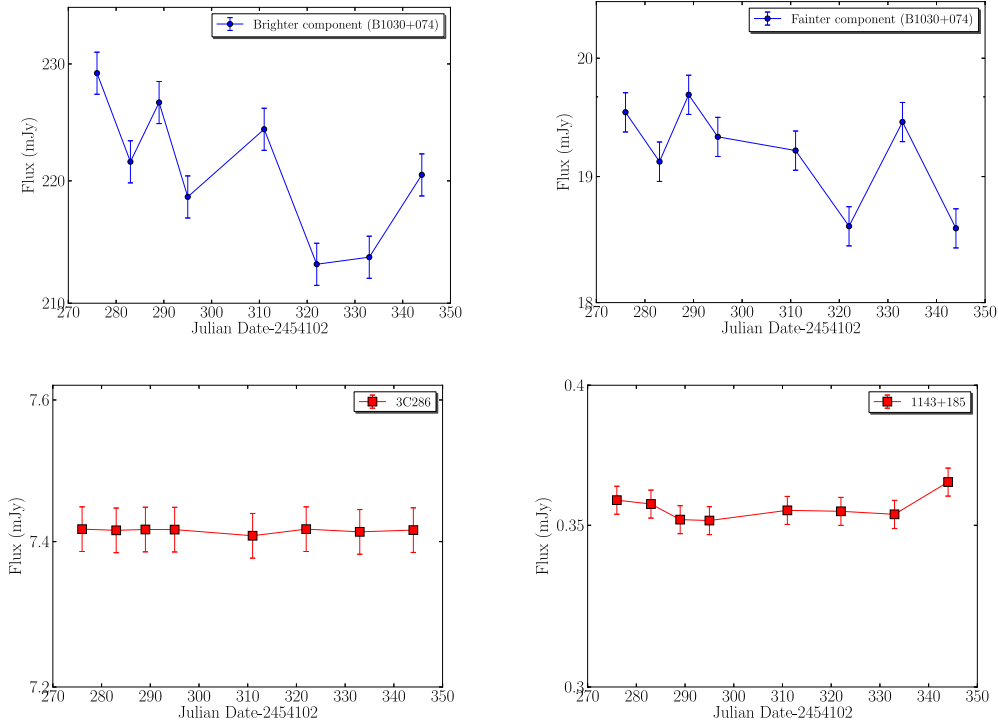 Brighter component (B1030+074)
230
220
210
Flux (mJy)
270 280 290 300 310 320 330 340 350
Julian Date-2454102
Fainter component (B1030+074)
20
19
18
Flux (mJy)
270 280 290 300 310 320 330 340 350
Julian Date-2454102
3C286
7.6
7.4
7.2
Flux (mJy)
270 280 290 300 310 320 330 340 350
Julian Date-2454102
1143+185
0.4
0.35
0.3
Flux (mJy)
270 280 290 300 310 320 330 340 350
Julian Date-2454102